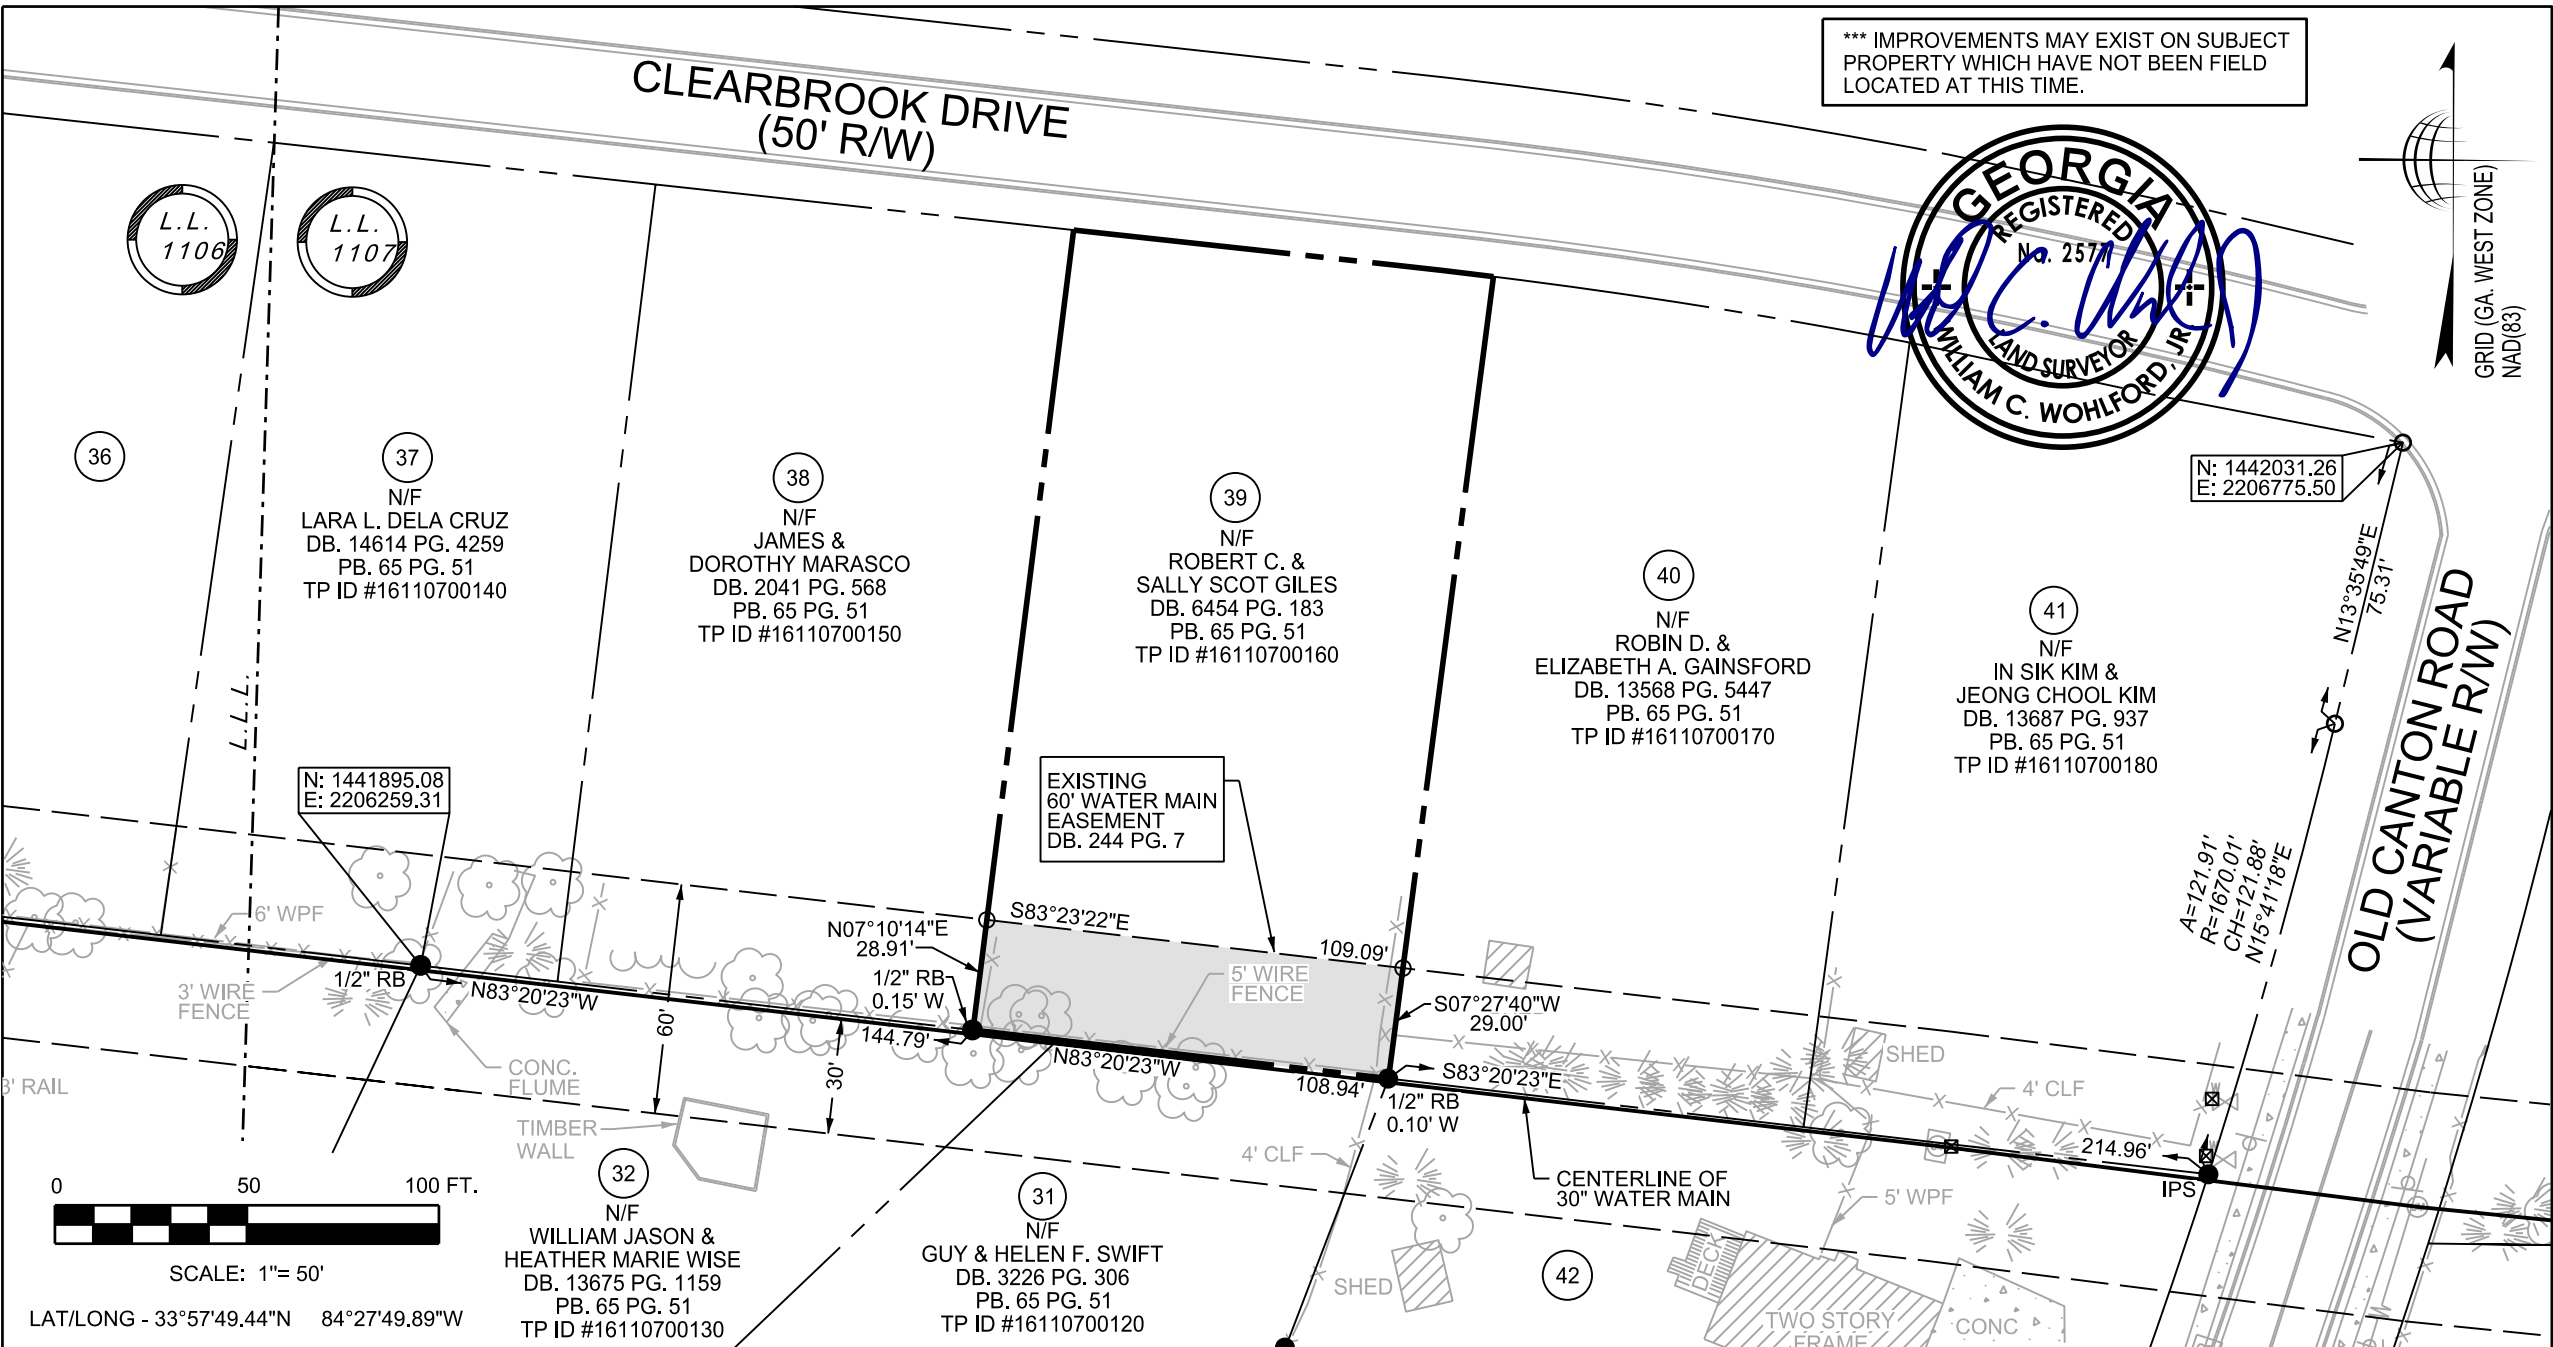 *** IMPROVEMENTS MAY EXIST ON SUBJECT
PROPERTY WHICH HAVE NOT BEEN FIELD
LOCATED AT THIS TIME.
CLEARBROOK DRIVE
(50' R/W)
GEORGIA
REGISTERED
No. 2577
LAND SURVEYOR
WILLIAM C. WOHLFORD, JR.
GRID (GA. WEST ZONE)
NAD(83)
L.L.
1106
L.L.
1107
36
37
N/F
LARA L. DELA CRUZ
DB. 14614 PG. 4259
PB. 65 PG. 51
TP ID #16110700140
38
N/F
JAMES &
DOROTHY MARASCO
DB. 2041 PG. 568
PB. 65 PG. 51
TP ID #16110700150
39
N/F
ROBERT C. &
SALLY SCOT GILES
DB. 6454 PG. 183
PB. 65 PG. 51
TP ID #16110700160
40
N/F
ROBIN D. &
ELIZABETH A. GAINSFORD
DB. 13568 PG. 5447
PB. 65 PG. 51
TP ID #16110700170
41
N/F
IN SIK KIM &
JEONG CHOOL KIM
DB. 13687 PG. 937
PB. 65 PG. 51
TP ID #16110700180
N: 1442031.26
E: 2206775.50
N13°35'49"E
75.31'
OLD CANTON ROAD
(VARIABLE R/W)
A=121.91'
R=1670.01'
CH=121.88'
N15°41'18"E
L.L.L.
N: 1441895.08
E: 2206259.31
EXISTING
60' WATER MAIN
EASEMENT
DB. 244 PG. 7
6' WPF
3' WIRE
FENCE
1/2" RB
N83°20'23"W
N07°10'14"E
28.91'
1/2" RB
0.15' W
144.79'
S83°23'22"E
109.09'
5' WIRE
FENCE
S07°27'40"W
29.00'
N83°20'23"W
108.94'
S83°20'23"E
1/2" RB
0.10' W
60'
30'
3' RAIL
CONC.
FLUME
TIMBER
WALL
SHED
4' CLF
214.96'
IPS
4' CLF
CENTERLINE OF
30" WATER MAIN
5' WPF
0 50 100 FT.
SCALE: 1"= 50'
LAT/LONG - 33°57'49.44"N 84°27'49.89"W
32
N/F
WILLIAM JASON &
HEATHER MARIE WISE
DB. 13675 PG. 1159
PB. 65 PG. 51
TP ID #16110700130
31
N/F
GUY & HELEN F. SWIFT
DB. 3226 PG. 306
PB. 65 PG. 51
TP ID #16110700120
SHED
42
DECK
TWO STORY
FRAME
CONC